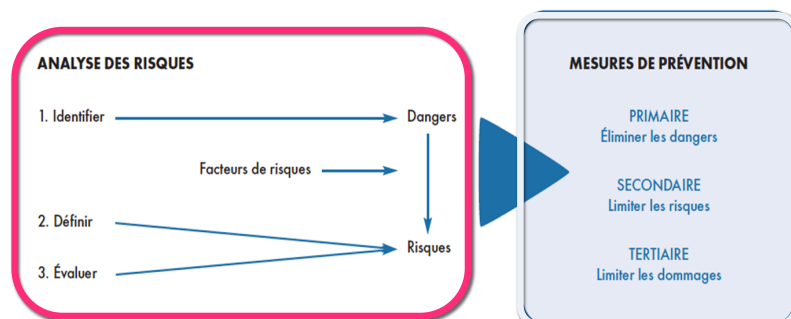 ANALYSE DES RISQUES
1. Identifier
Dangers
Facteurs de risques
2. Définir
Risques
3. Évaluer
MESURES DE PRÉVENTION
PRIMAIRE
Éliminer les dangers
SECONDAIRE
Limiter les risques
TERTIAIRE
Limiter les dommages